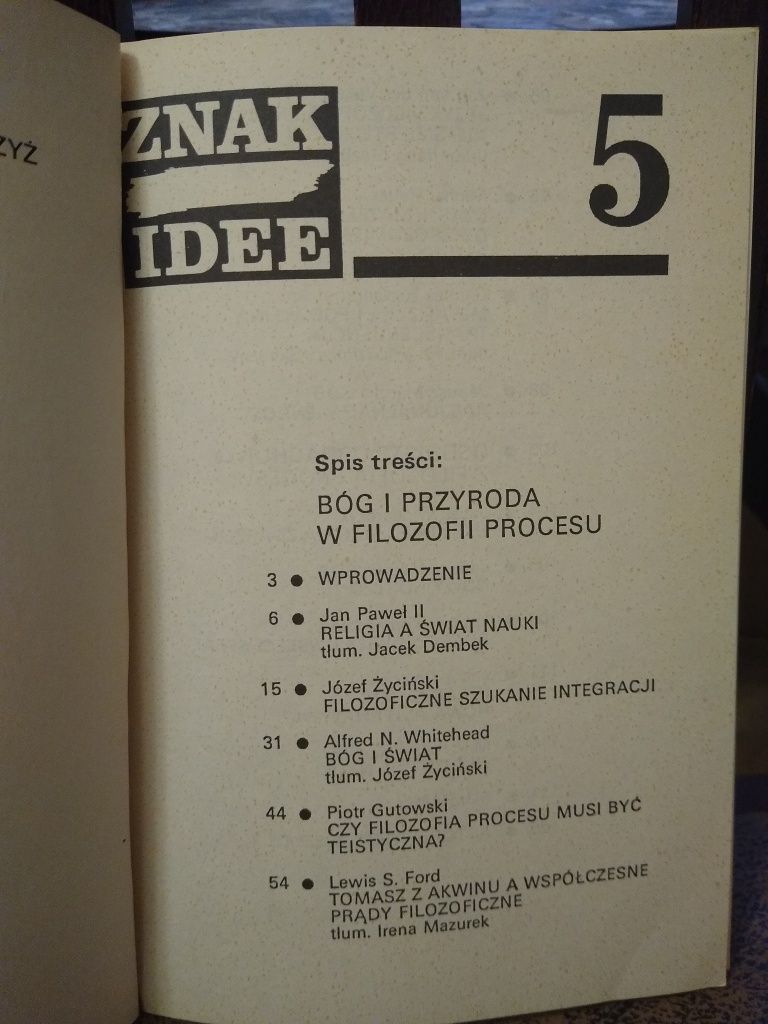 ZNAK
IDEE
5
Spis treści:
BÓG I PRZYRODA
W FILOZOFII PROCESU
3 ● WPROWADZENIE
6 ● Jan Paweł II
RELIGIA A ŚWIAT NAUKI
tłum. Jacek Dembek
15 ● Józef Życiński
FILOZOFICZNE SZUKANIE INTEGRACJI
31 ● Alfred N. Whitehead
BÓG I ŚWIAT
tłum. Józef Życiński
44 ● Piotr Gutowski
CZY FILOZOFIA PROCESU MUSI BYĆ
TEISTYCZNA?
54 ● Lewis S. Ford
TOMASZ Z AKWINU A WSPÓŁCZESNE
PRĄDY FILOZOFICZNE
tłum. Irena Mazurek